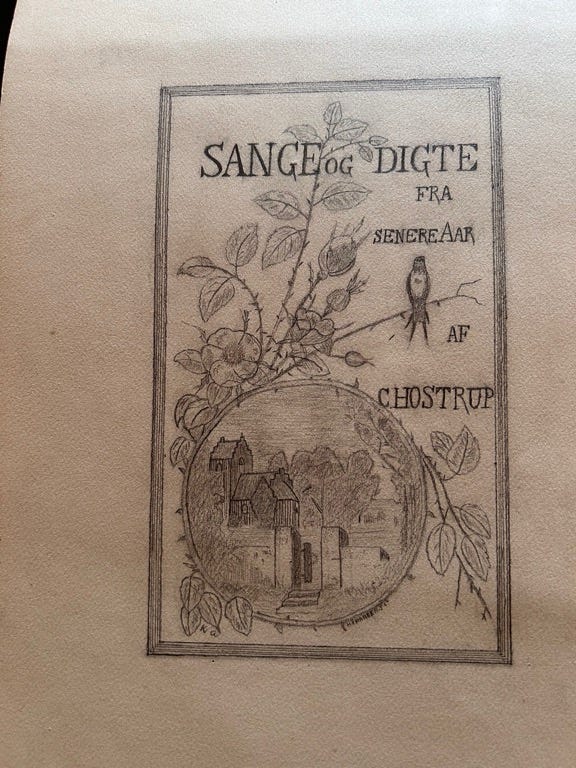 SANGE OG DIGTE
FRA
SENERE AAR
AF
C HOSTRUP
K G